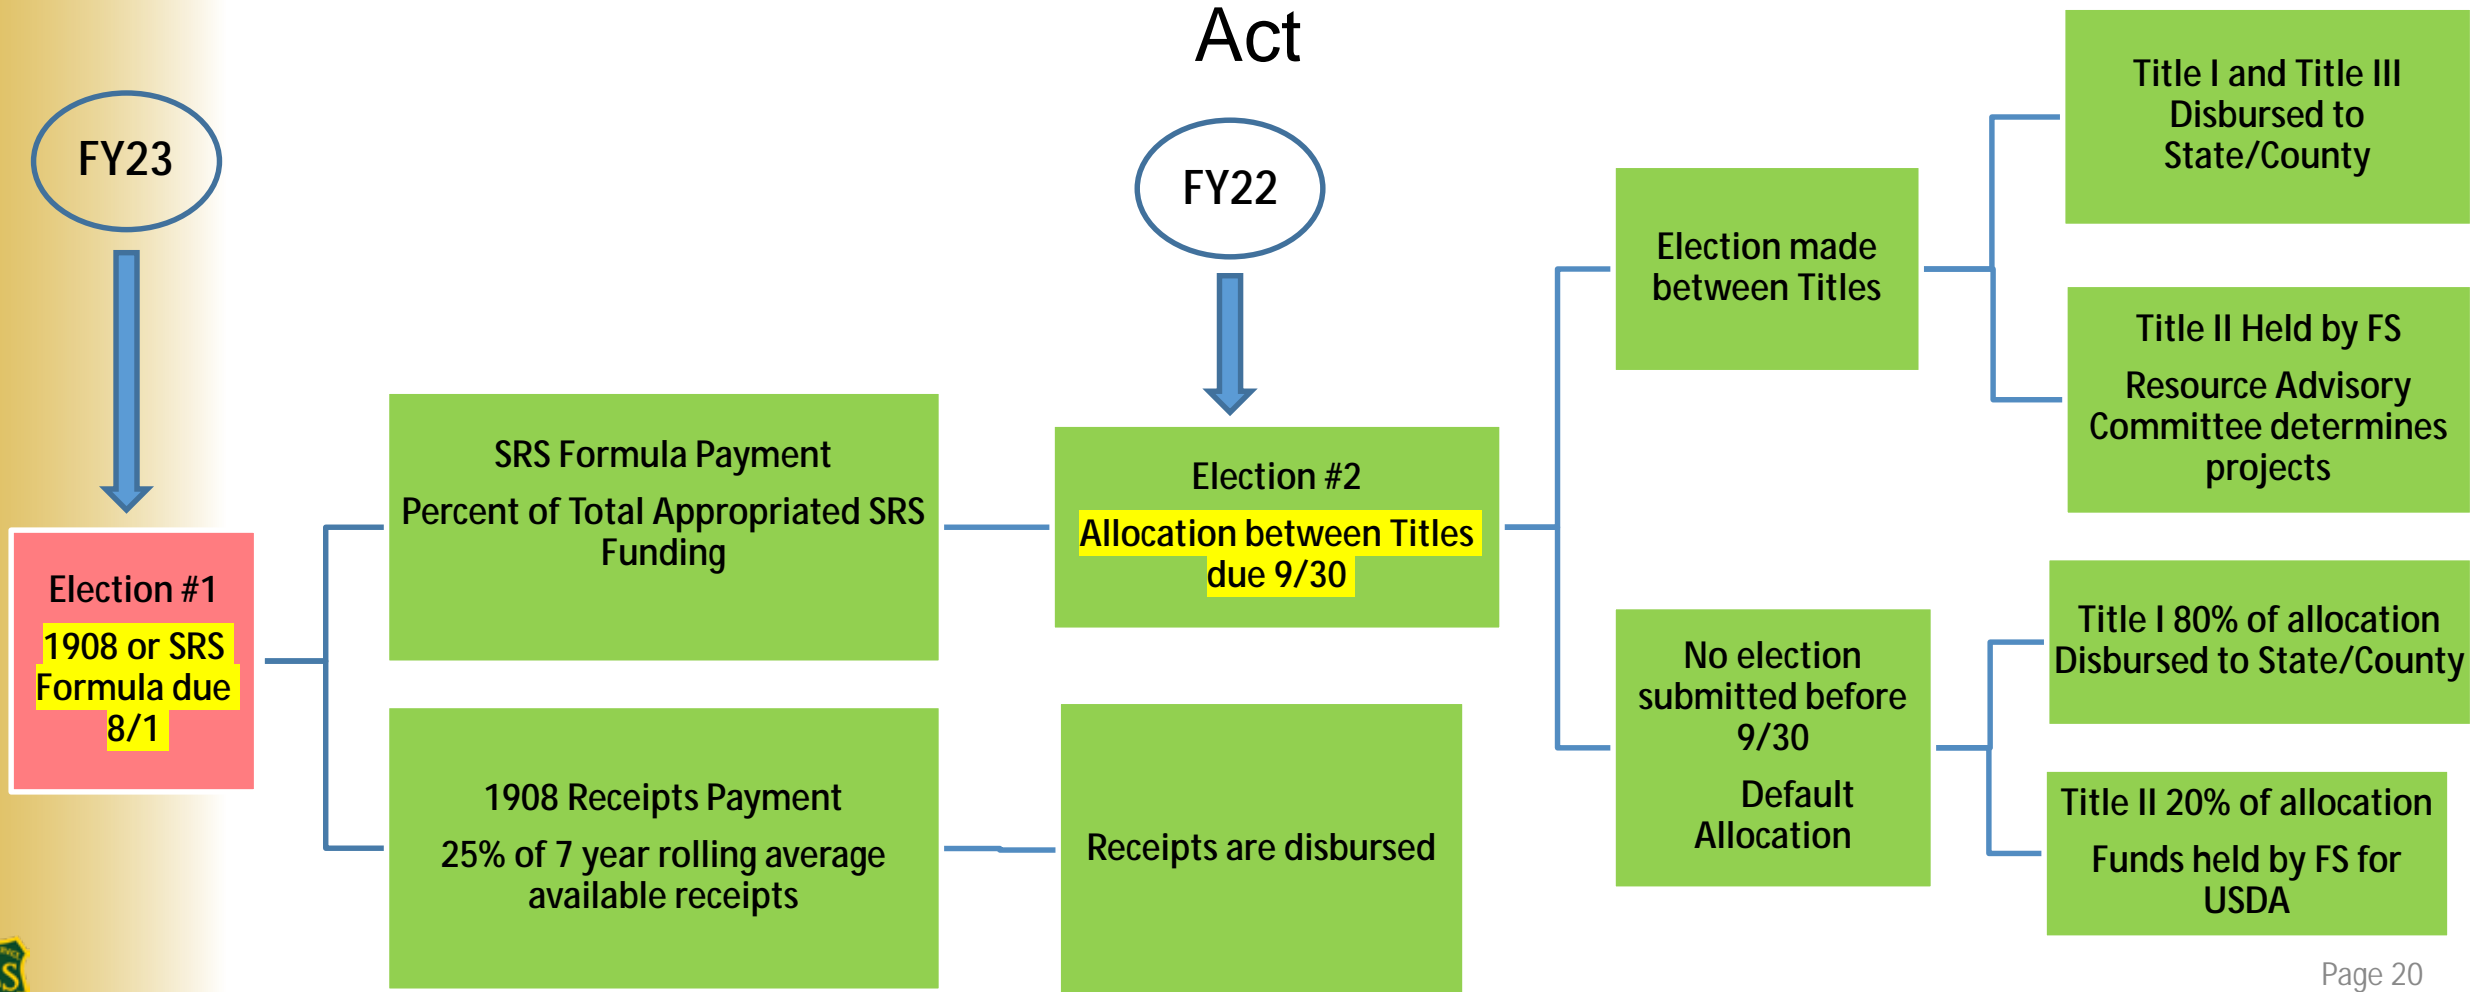 Act
FY23
FY22
Election #1
1908 or SRS
Formula due
8/1
SRS Formula Payment
Percent of Total Appropriated SRS
Funding
1908 Receipts Payment
25% of 7 year rolling average
available receipts
Election #2
Allocation between Titles
due 9/30
Receipts are disbursed
Election made
between Titles
No election
submitted before
9/30
Default
Allocation
Title I and Title III
Disbursed to
State/County
Title II Held by FS
Resource Advisory
Committee determines
projects
Title I 80% of allocation
Disbursed to State/County
Title II 20% of allocation
Funds held by FS for
USDA
Page 20